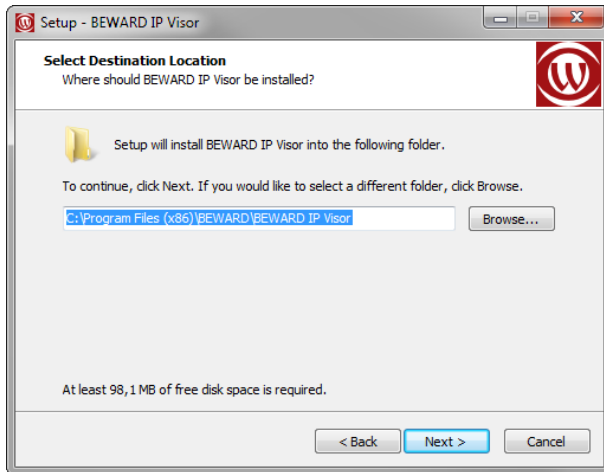 Setup - BEWARD IP Visor
Select Destination Location
Where should BEWARD IP Visor be installed?
Setup will install BEWARD IP Visor into the following folder.
To continue, click Next. If you would like to select a different folder, click Browse.
C:\Program Files (x86)\BEWARD\BEWARD IP Visor
Browse...
At least 98,1 MB of free disk space is required.
< Back
Next >
Cancel